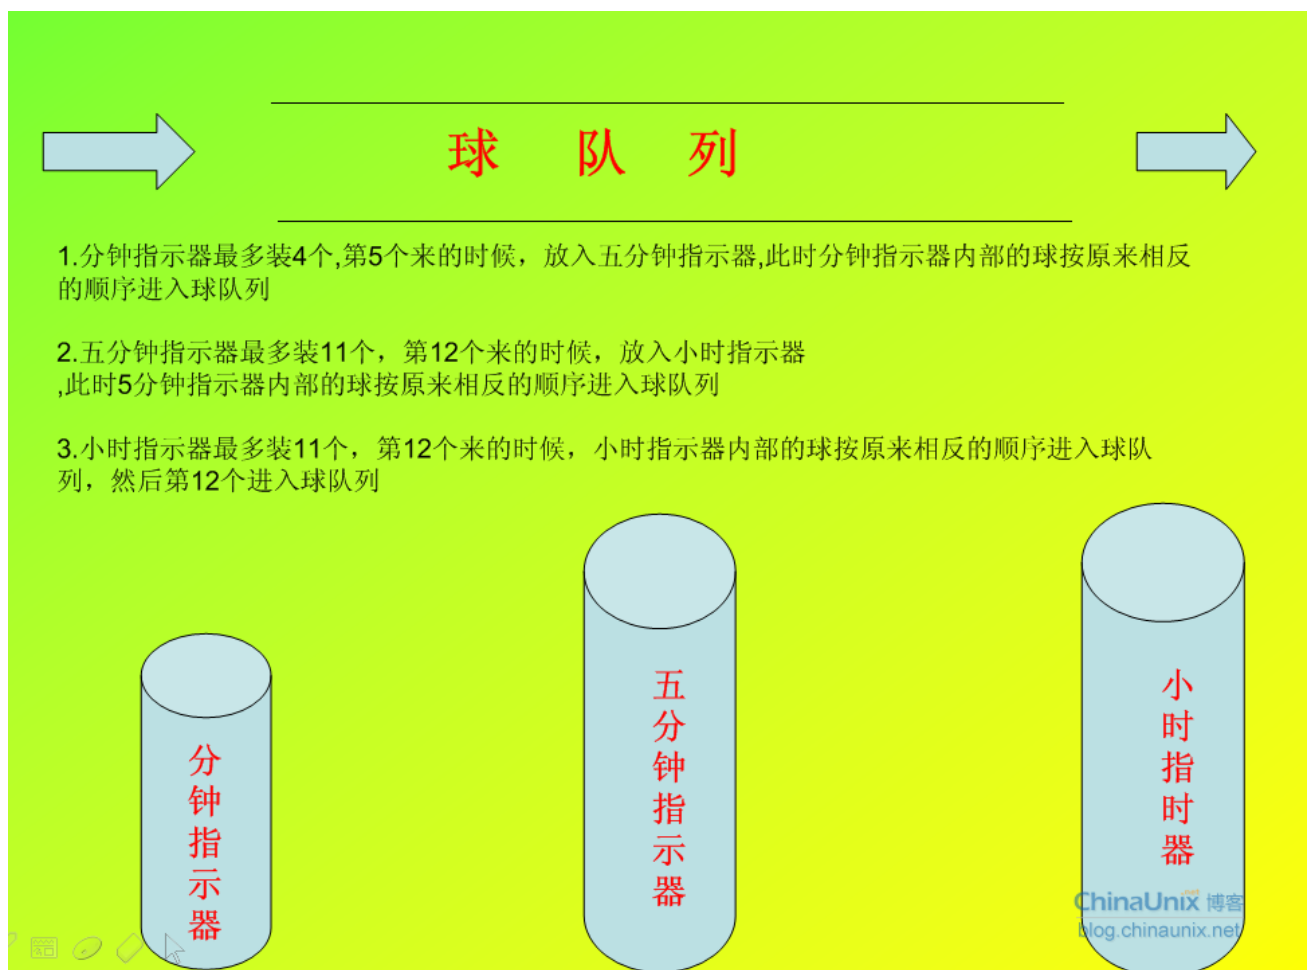 球 队 列
1.分钟指示器最多装4个,第5个来的时候，放入五分钟指示器,此时分钟指示器内部的球按原来相反
的顺序进入球队列
2.五分钟指示器最多装11个，第12个来的时候，放入小时指示器
,此时5分钟指示器内部的球按原来相反的顺序进入球队列
3.小时指示器最多装11个，第12个来的时候，小时指示器内部的球按原来相反的顺序进入球队
列，然后第12个进入球队列
分钟指示器
五分钟指示器
小时指时器
ChinaUnix.net 博客
blog.chinaunix.net